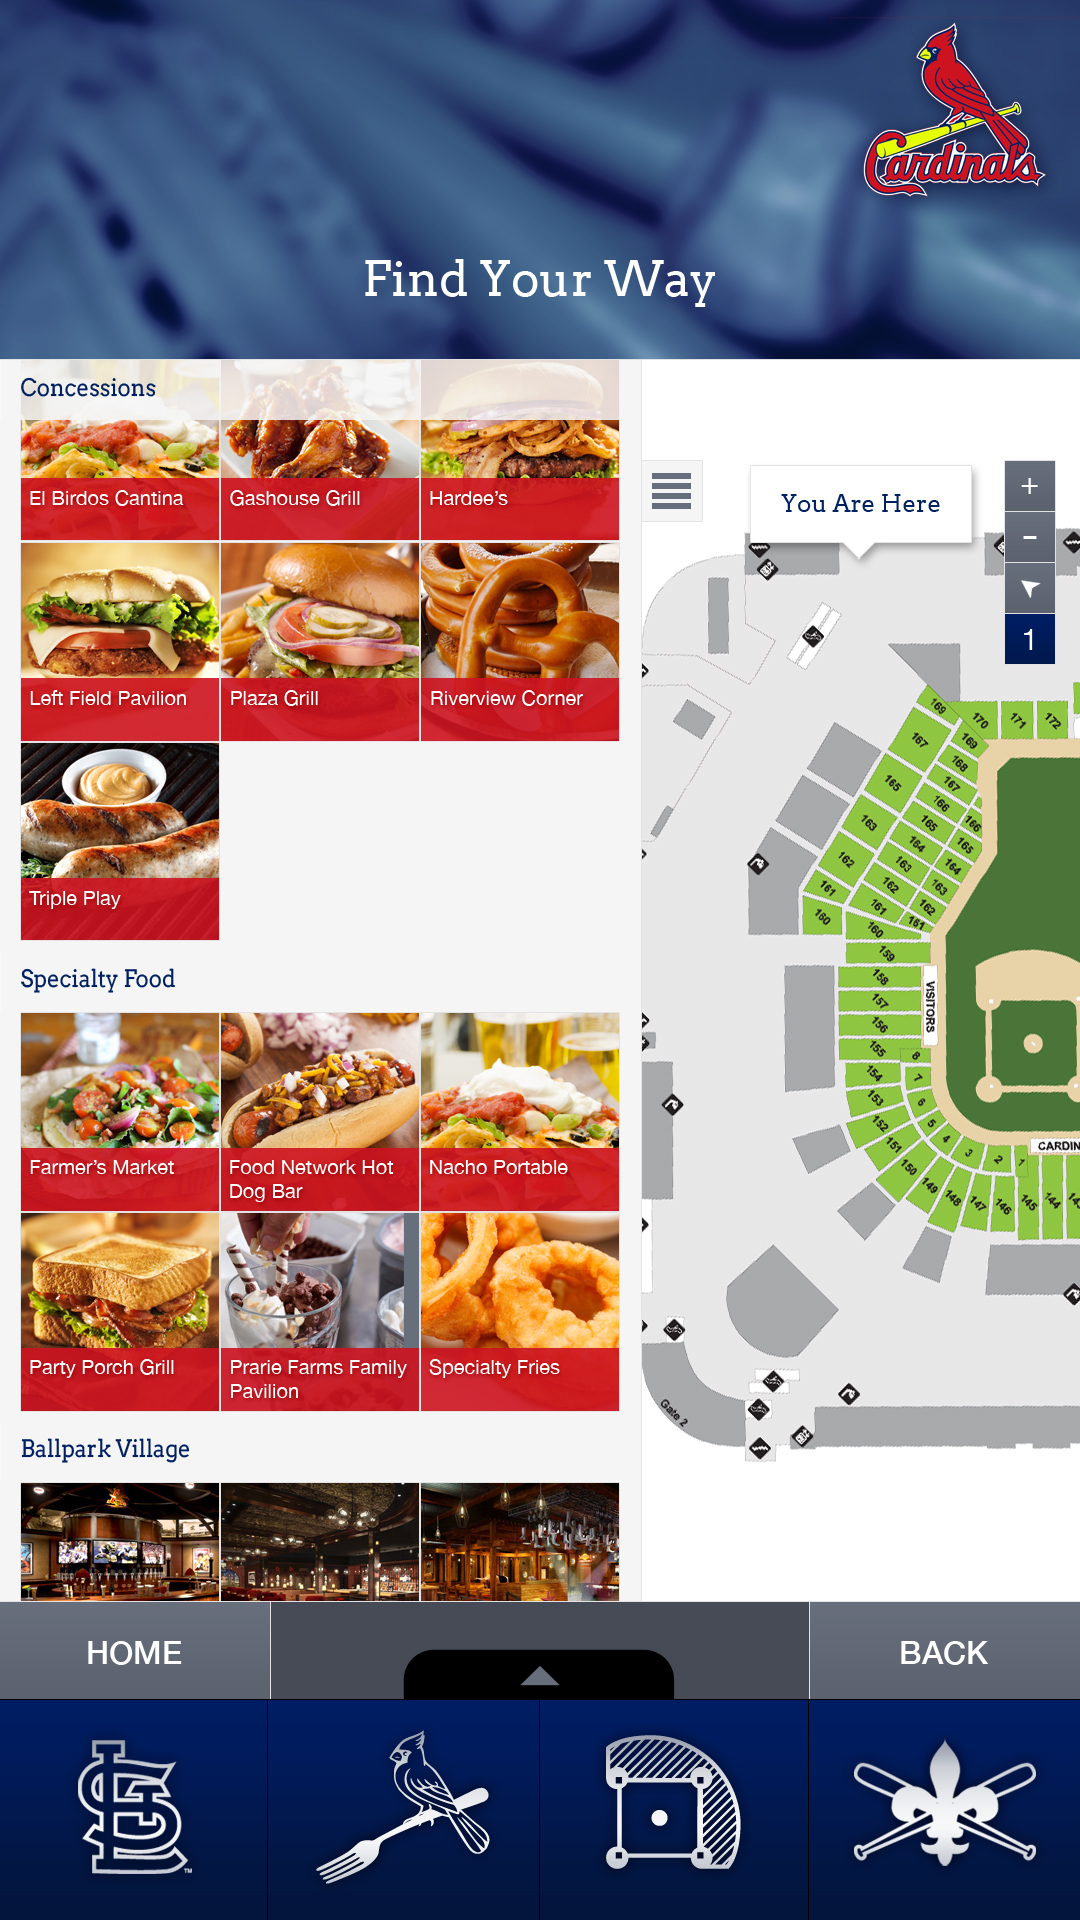 Cardinals
Find Your Way
Concessions
El Birdos Cantina
Gashouse Grill
Hardee's
Left Field Pavilion
Plaza Grill
Riverview Corner
Triple Play
Specialty Food
Farmer's Market
Food Network Hot
Dog Bar
Nacho Portable
Party Porch Grill
Prarie Farms Family
Pavilion
Specialty Fries
Ballpark Village
You Are Here
+
−
1
169
170
171
172
167
169
168
165
167
166
166
163
165
165
164
162
163
164
161
162
163
160
161
162
161
160
159
158
VISITORS
157
156
155
8
154
7
153
6
152
5
151
4
3
2
1
CARDIN
150
149
148
147
146
145
144
Gate 2
HOME
BACK
STL
TM